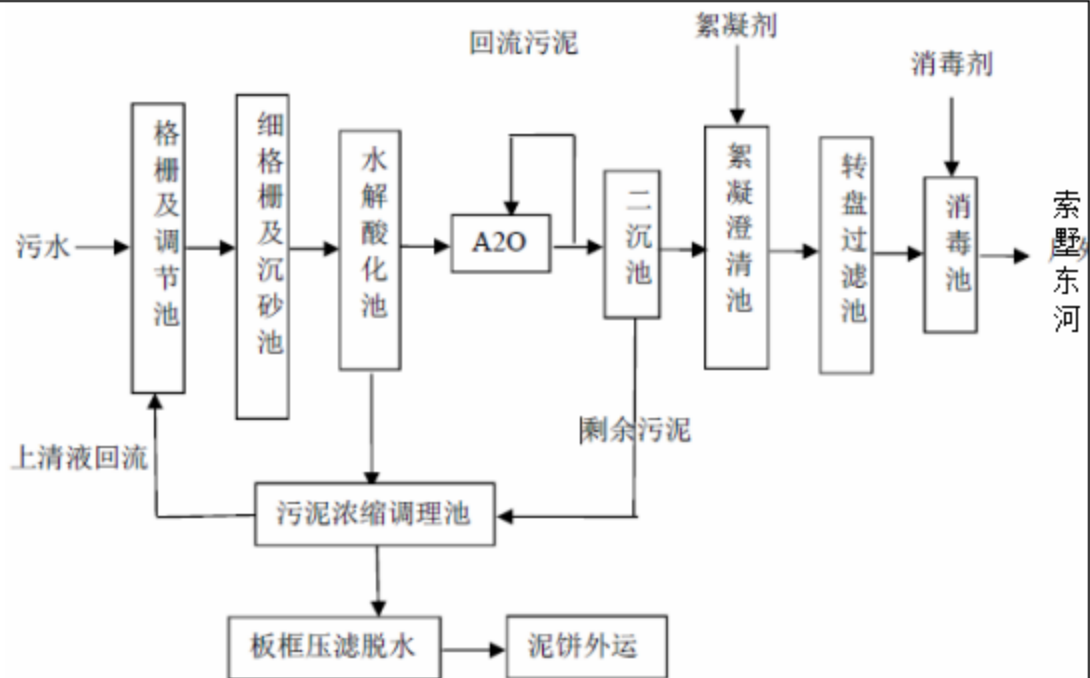 回流污泥
絮凝剂
消毒剂
污水
格栅及调节池
细格栅及沉砂池
水解酸化池
A2O
二沉池
絮凝澄清池
转盘过滤池
消毒池
索野东河
上清液回流
剩余污泥
污泥浓缩调理池
板框压滤脱水
泥饼外运